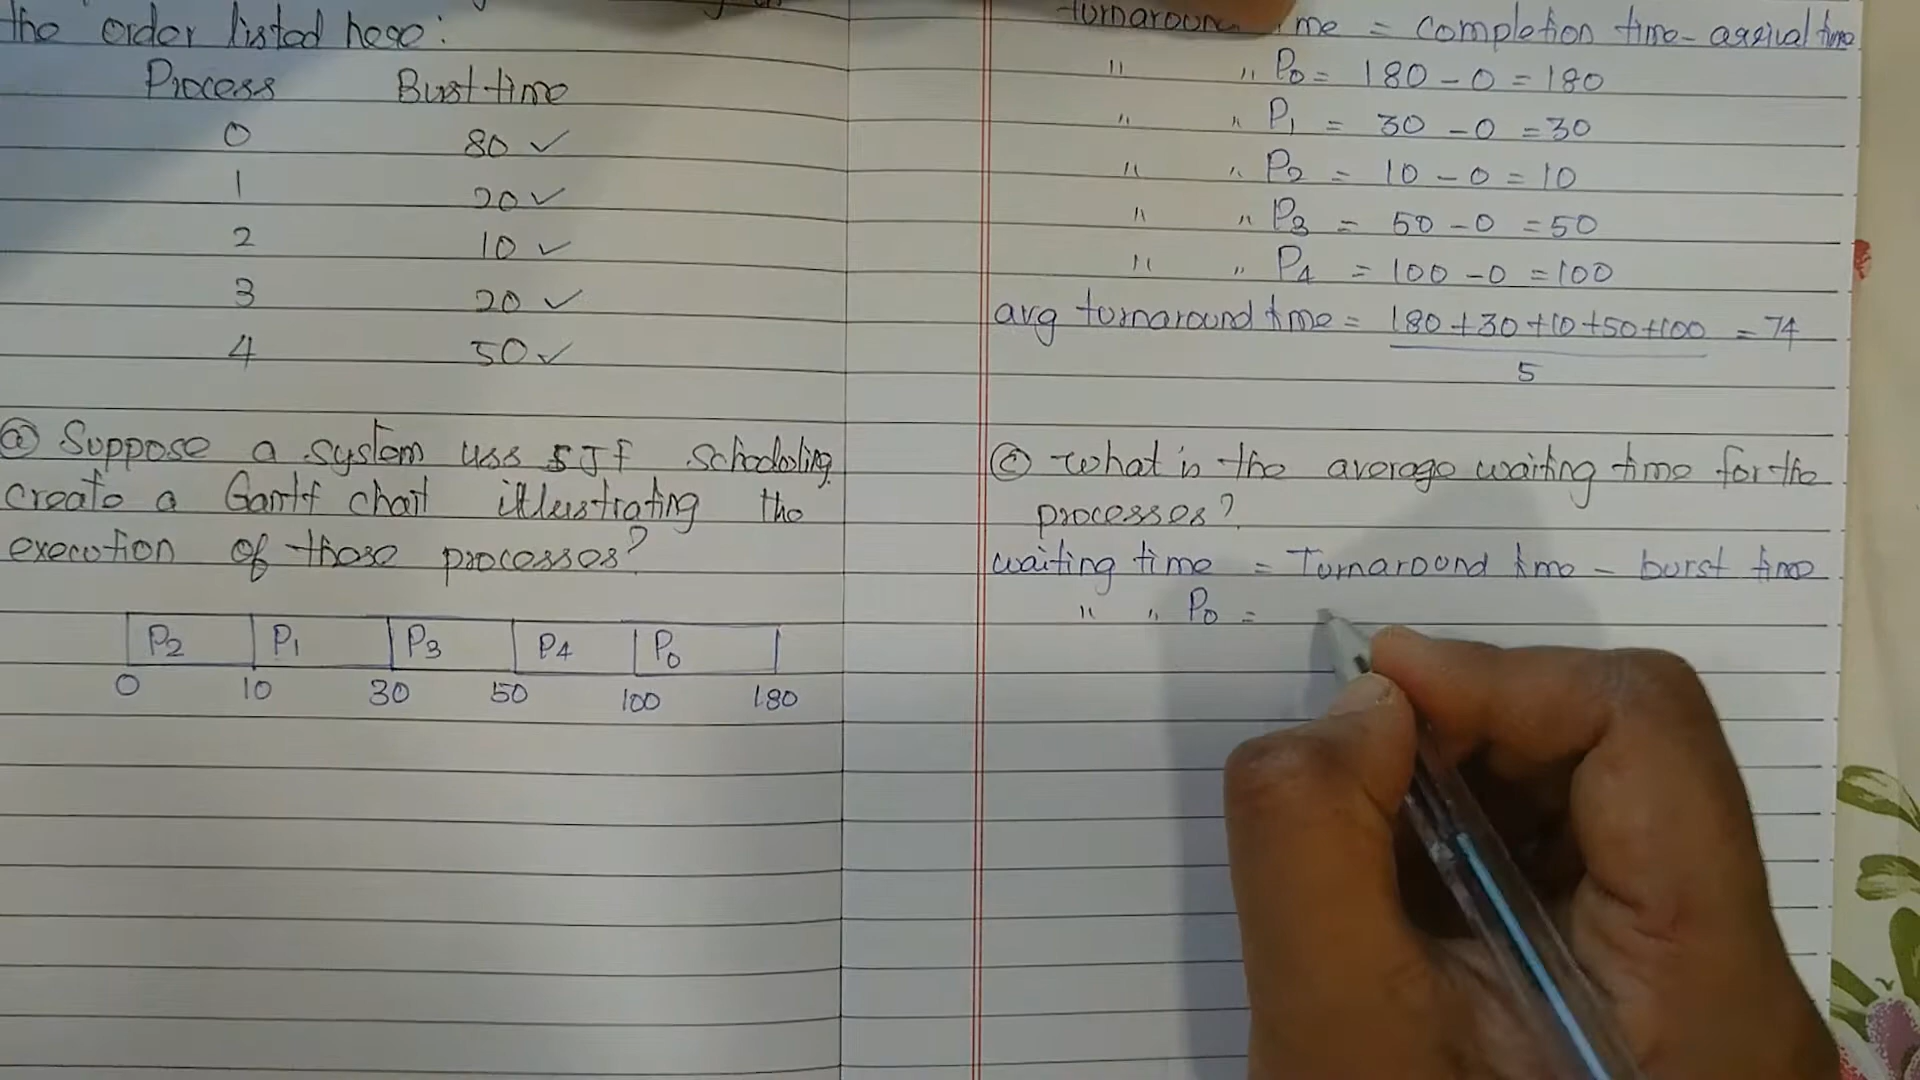 the order listed here:
Process Burst time
0 80 ✓
1 20 ✓
2 10 ✓
3 20 ✓
4 50 ✓
ⓐ Suppose a system uss SJF schedooling
create a Gantt chart illustrating the
execution of those processes?
P2 P1 P3 P4 P0
0 10 30 50 100 180
turnaround me = completion time - arrival time
" " P0 = 180 - 0 = 180
" " P1 = 30 - 0 = 30
" " P2 = 10 - 0 = 10
" " P3 = 50 - 0 = 50
" " P4 = 100 - 0 = 100
avg turnaround time = 180+30+10+50+100 = 74
5
ⓒ What is the average waiting time for the
processes?
waiting time = Turnaround time - burst time
" " P0 =